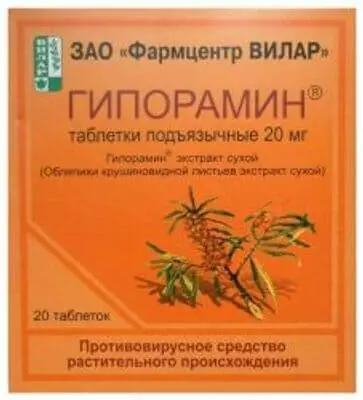 ВИЛАР
ЗАО «Фармцентр ВИЛАР»
ГИПОРАМИН®
таблетки подъязычные 20 мг
Гипорамин® экстракт сухой
(Облепихи крушиновидной листьев экстракт сухой)
20 таблеток
Противовирусное средство
растительного происхождения